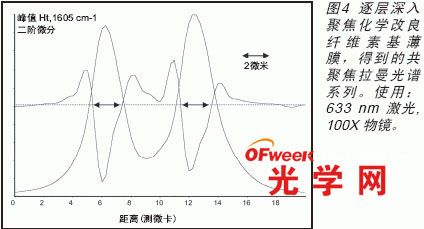 峰值 Ht,1605 cm-1
二阶微分
2微米
0
2
4
6
8
10
12
14
16
18
距离(测微卡)
图4 逐层深入
聚焦化学改良
纤维素基薄
膜，得到的共
聚焦拉曼光谱
系列。使用：
633 nm 激光,
100X 物镜。
OFweek
光学网